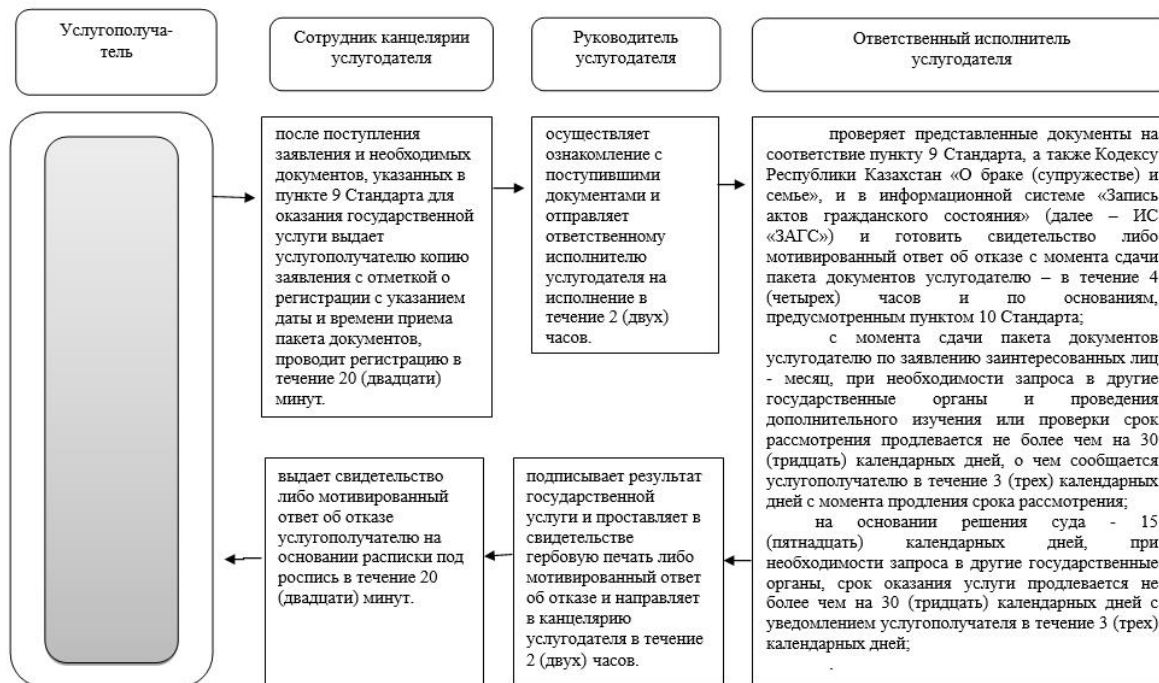 Услугополуча-
тель
Сотрудник канцелярии
услугодателя
Руководитель
услугодателя
Ответственный исполнитель
услугодателя
после поступления
заявления и необходимых
документов, указанных в
пункте 9 Стандарта для
оказания государственной
услуги выдает
услугополучателю копию
заявления с отметкой о
регистрации с указанием
даты и времени приема
пакета документов,
проводит регистрацию в
течение 20 (двадцати)
минут.
осуществляет
ознакомление с
поступившими
документами и
отправляет
ответственному
исполнителю
услугодателя на
исполнение в
течение 2 (двух)
часов.
проверяет представленные документы на
соответствие пункту 9 Стандарта, а также Кодексу
Республики Казахстан «О браке (супружестве) и
семье», и в информационной системе «Запись
актов гражданского состояния» (далее – ИС
«ЗАГС») и готовить свидетельство либо
мотивированный ответ об отказе с момента сдачи
пакета документов услугодателю – в течение 4
(четырех) часов и по основаниям,
предусмотренным пунктом 10 Стандарта;
с момента сдачи пакета документов
услугодателю по заявлению заинтересованных лиц
- месяц, при необходимости запроса в другие
государственные органы и проведения
дополнительного изучения или проверки срок
рассмотрения продлевается не более чем на 30
(тридцать) календарных дней, о чем сообщается
услугополучателю в течение 3 (трех) календарных
дней с момента продления срока рассмотрения;
на основании решения суда - 15
(пятнадцать) календарных дней, при
необходимости запроса в другие государственные
органы, срок оказания услуги продлевается не
более чем на 30 (тридцать) календарных дней с
уведомлением услугополучателя в течение 3 (трех)
календарных дней;
.
подписывает результат
государственной
услуги и проставляет в
свидетельстве
гербовую печать либо
мотивированный ответ
об отказе и направляет
в канцелярию
услугодателя в течение
2 (двух) часов.
выдает свидетельство
либо мотивированный
ответ об отказе
услугополучателю на
основании расписки под
роспись в течение 20
(двадцати) минут.